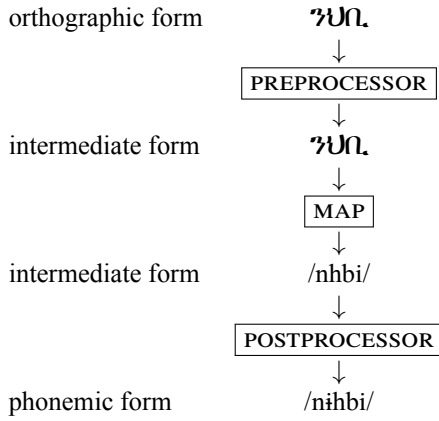 orthographic form ንህቢ
↓
PREPROCESSOR
↓
intermediate form ንህቢ
↓
MAP
↓
intermediate form /nhbi/
↓
POSTPROCESSOR
↓
phonemic form /nɨhbi/